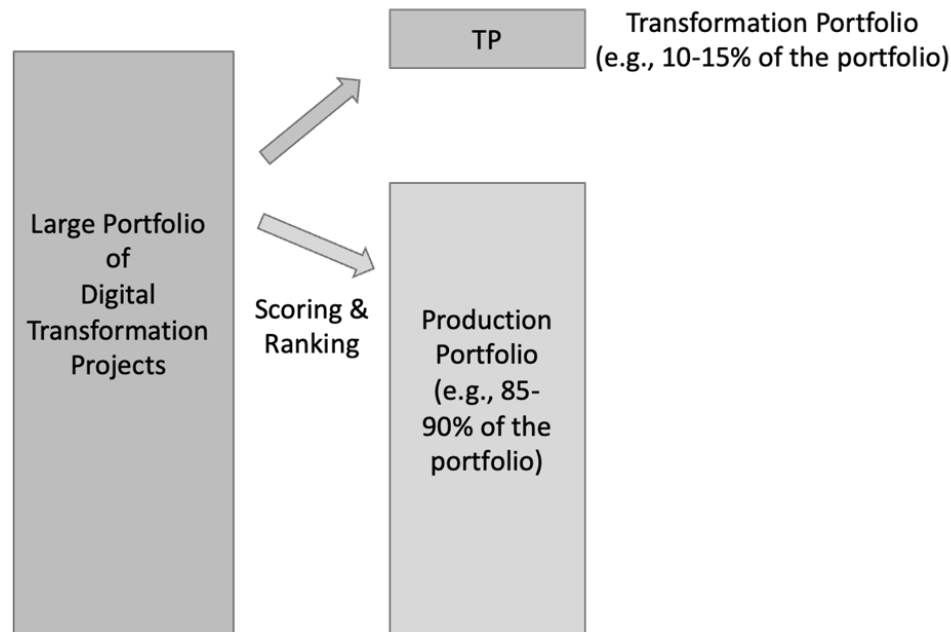 TP
Transformation Portfolio
(e.g., 10-15% of the portfolio)
Large Portfolio
of
Digital
Transformation
Projects
Scoring &
Ranking
Production
Portfolio
(e.g., 85-
90% of the
portfolio)